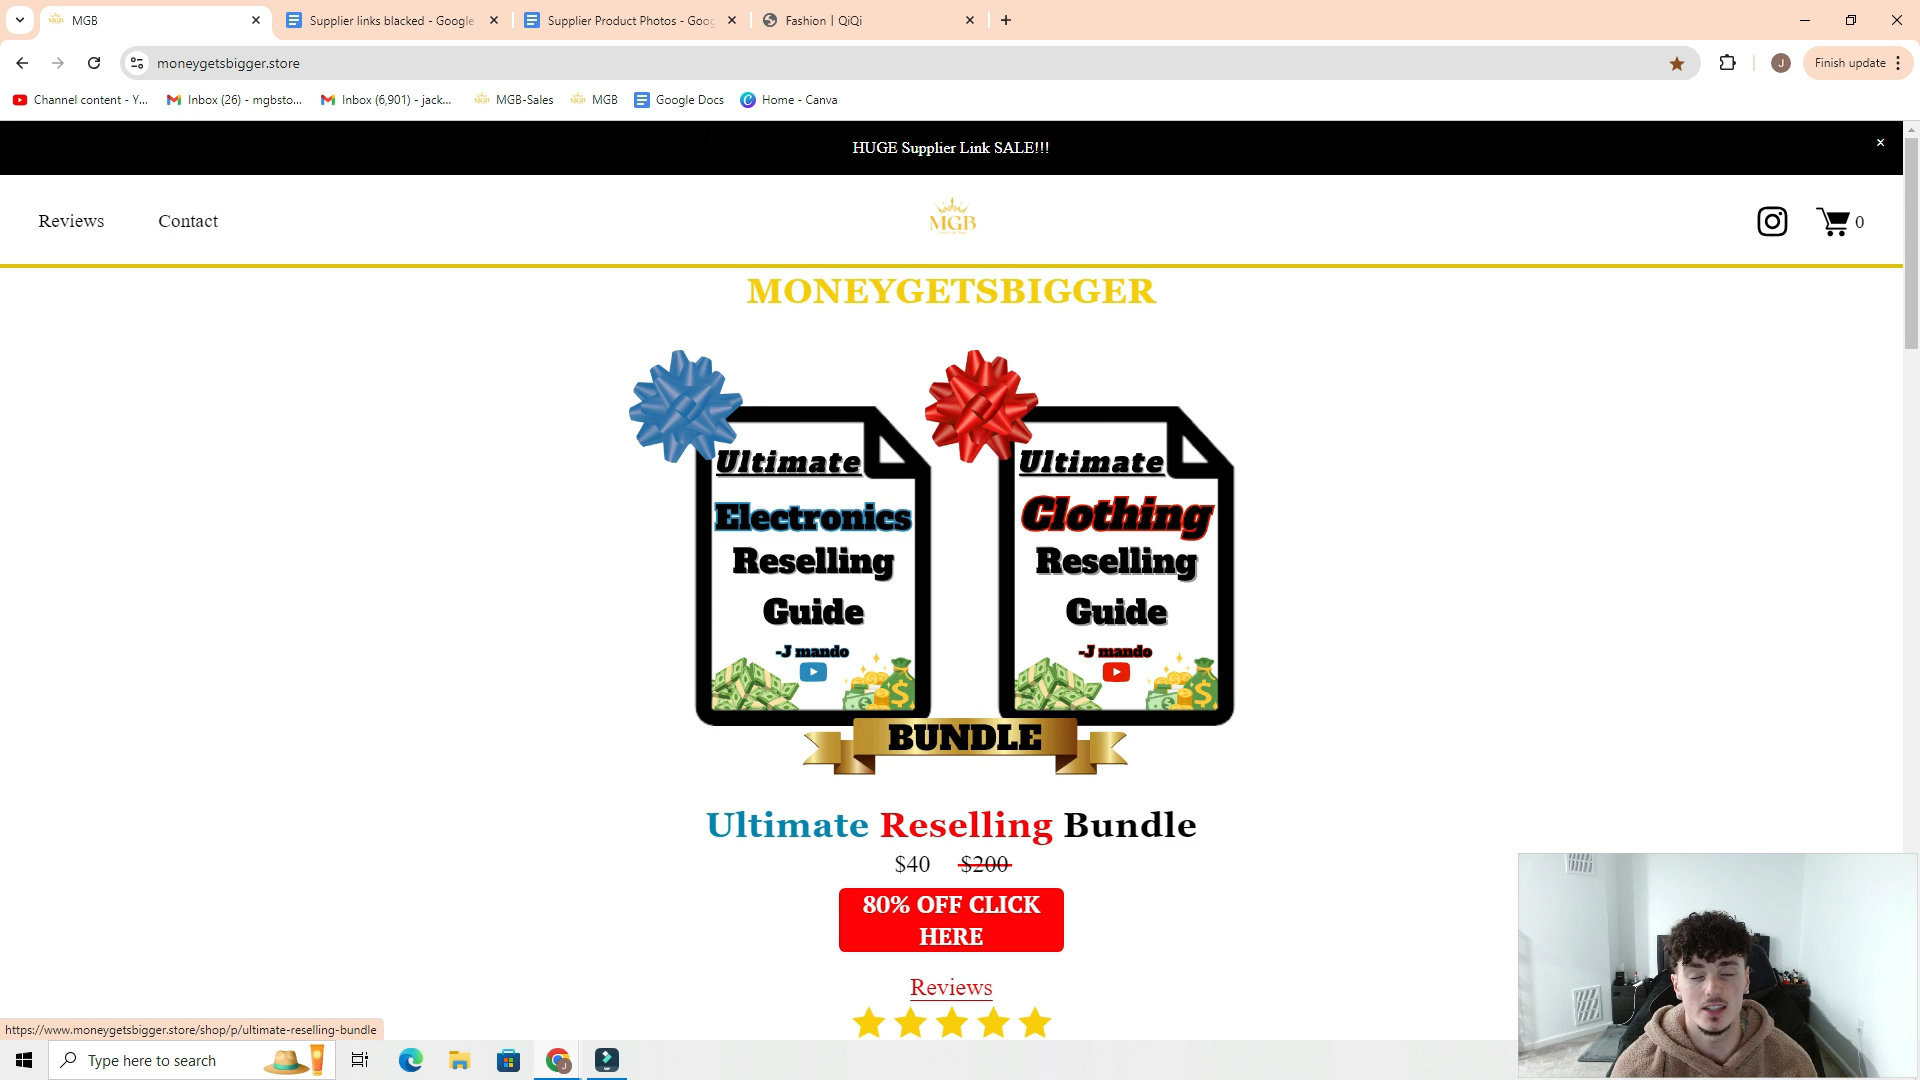 MGB
Supplier links blacked - Google
Supplier Product Photos - Goog
Fashion | QiQi
moneygetsbigger.store
J
Finish update
Channel content - Y...
Inbox (26) - mgbsto...
Inbox (6,901) - jack...
MGB-Sales
MGB
Google Docs
Home - Canva
HUGE Supplier Link SALE!!!
Reviews
Contact
MGB
0
MONEYGETSBIGGER
Ultimate
Electronics
Reselling
Guide
-J mando
Ultimate
Clothing
Reselling
Guide
-J mando
BUNDLE
Ultimate Reselling Bundle
$40 $200
80% OFF CLICK
HERE
Reviews
https://www.moneygetsbigger.store/shop/p/ultimate-reselling-bundle
Type here to search